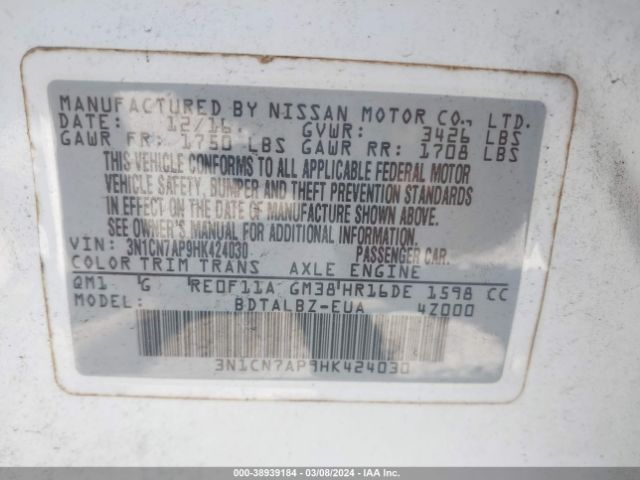 MANUFACTURED BY NISSAN MOTOR CO., LTD.
DATE: 12/16 GVWR: 3426 LBS
GAWR FR: 1750 LBS GAWR RR: 1708 LBS
THIS VEHICLE CONFORMS TO ALL APPLICABLE FEDERAL MOTOR
VEHICLE SAFETY, BUMPER AND THEFT PREVENTION STANDARDS
IN EFFECT ON THE DATE OF MANUFACTURE SHOWN ABOVE.
SEE OWNER'S MANUAL FOR ADDITIONAL INFORMATION.
VIN: 3N1CN7AP9HK424030 PASSENGER CAR.
COLOR TRIM TRANS AXLE ENGINE
QM1 G RE0F11A GM38 HR16DE 1598 CC
MODEL: BDTALBZ-EUA 4Z000
3N1CN7AP9HK424030
000-38939184 / 03/08/2024 - IAA Inc.